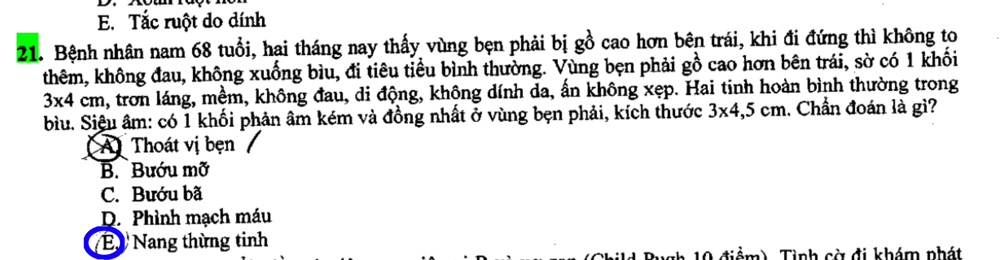 D. Xoắn ruột non
E. Tắc ruột do dính
21. Bệnh nhân nam 68 tuổi, hai tháng nay thấy vùng bẹn phải bị gồ cao hơn bên trái, khi đi đứng thì không to
thêm, không đau, không xuống bìu, đi tiêu tiểu bình thường. Vùng bẹn phải gồ cao hơn bên trái, sờ có 1 khối
3x4 cm, trơn láng, mềm, không đau, di động, không dính da, ấn không xẹp. Hai tinh hoàn bình thường trong
bìu. Siêu âm: có 1 khối phản âm kém và đồng nhất ở vùng bẹn phải, kích thước 3x4,5 cm. Chẩn đoán là gì?
A. Thoát vị bẹn
B. Bướu mỡ
C. Bướu bã
D. Phình mạch máu
E. Nang thừng tinh
(Child-Pugh 10 điểm). Tình cờ đi khám phát